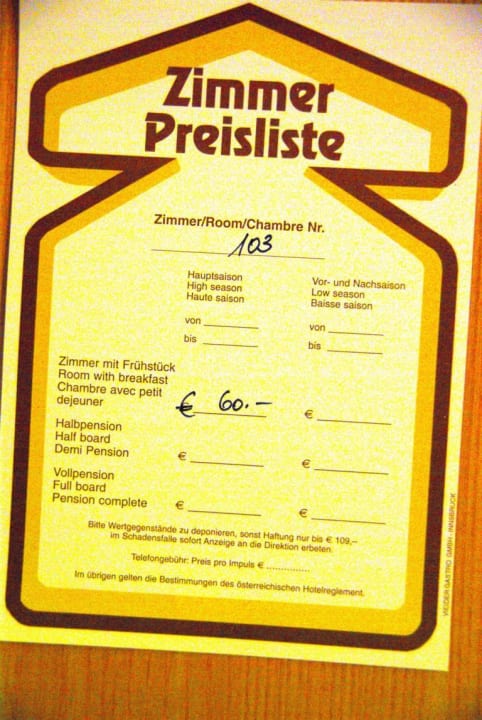 Zimmer
Preisliste
Zimmer/Room/Chambre Nr.
103
Hauptsaison
High season
Haute saison
von
bis
Vor- und Nachsaison
Low season
Baisse saison
von
bis
Zimmer mit Frühstück
Room with breakfast
Chambre avec petit
dejeuner
€ 60.-
€
Halbpension
Half board
Demi Pension
€
€
Vollpension
Full board
Pension complete
€
€
Bitte Wertgegenstände zu deponieren, sonst Haftung nur bis € 109,–
im Schadensfalle sofort Anzeige an die Direktion erbeten.
Telefongebühr: Preis pro Impuls € ..............
Im übrigen gelten die Bestimmungen des österreichischen Hotelreglement.
GASTRO GMBH - INNSBRUCK